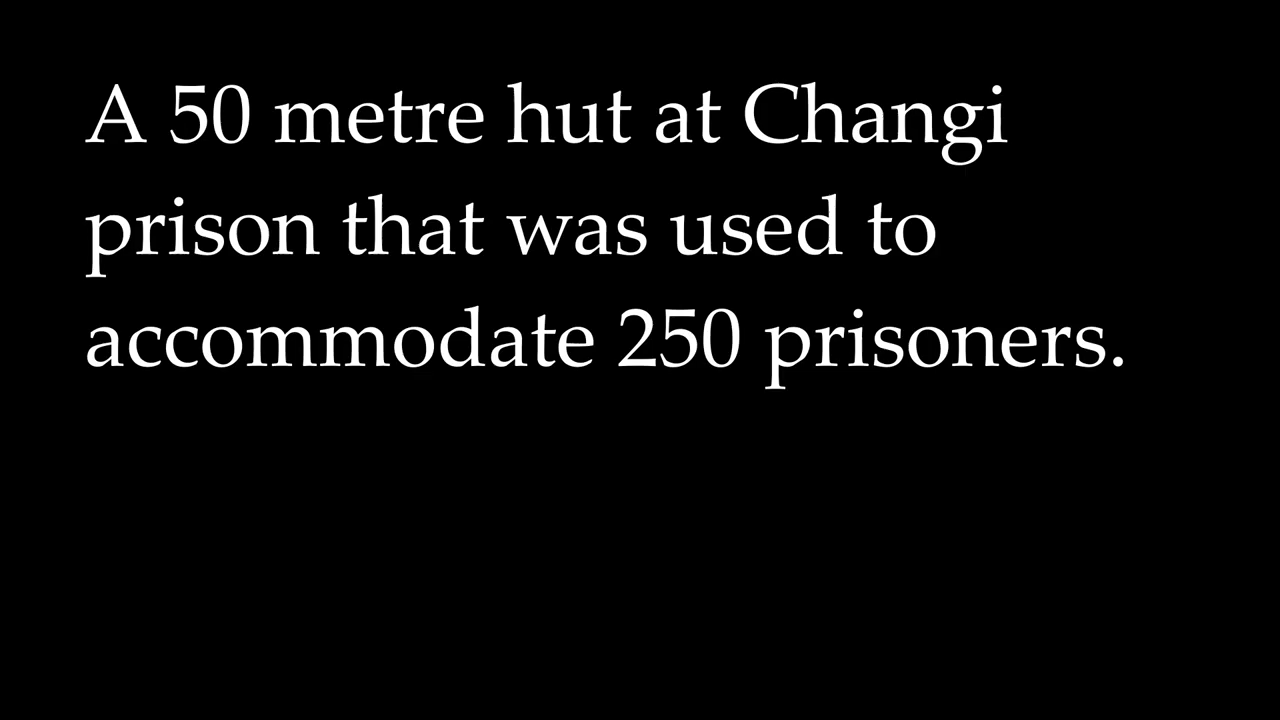 A 50 metre hut at Changi
prison that was used to
accommodate 250 prisoners.